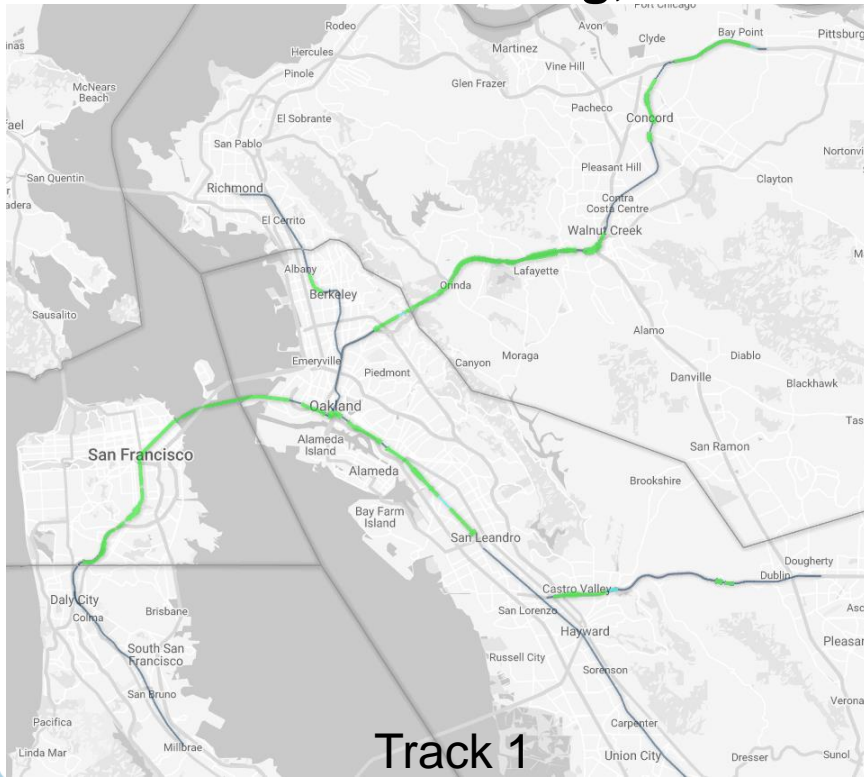 Port Chicago
Rodeo
Avon
Clyde
Bay Point
Pittsburg
Hercules
Martinez
Vine Hill
Pinole
Glen Frazer
McNears
Beach
El Sobrante
Pacheco
Concord
San Pablo
San Quentin
Richmond
Pleasant Hill
Clayton
Contra
Costa Centre
El Cerrito
Walnut Creek
Albany
Lafayette
Berkeley
Orinda
Sausalito
Alamo
Emeryville
Canyon
Moraga
Diablo
Piedmont
Danville
Blackhawk
Oakland
Alameda
Island
San Francisco
Alameda
San Ramon
Brookshire
Bay Farm
Island
San Leandro
Dougherty
Dublin
Castro Valley
Daly City
Colma
Brisbane
San Lorenzo
Hayward
South San
Francisco
Russell City
Sorenson
San Bruno
Pacifica
Carpenter
Linda Mar
Millbrae
Track 1
Union City
Dresser
Sunol